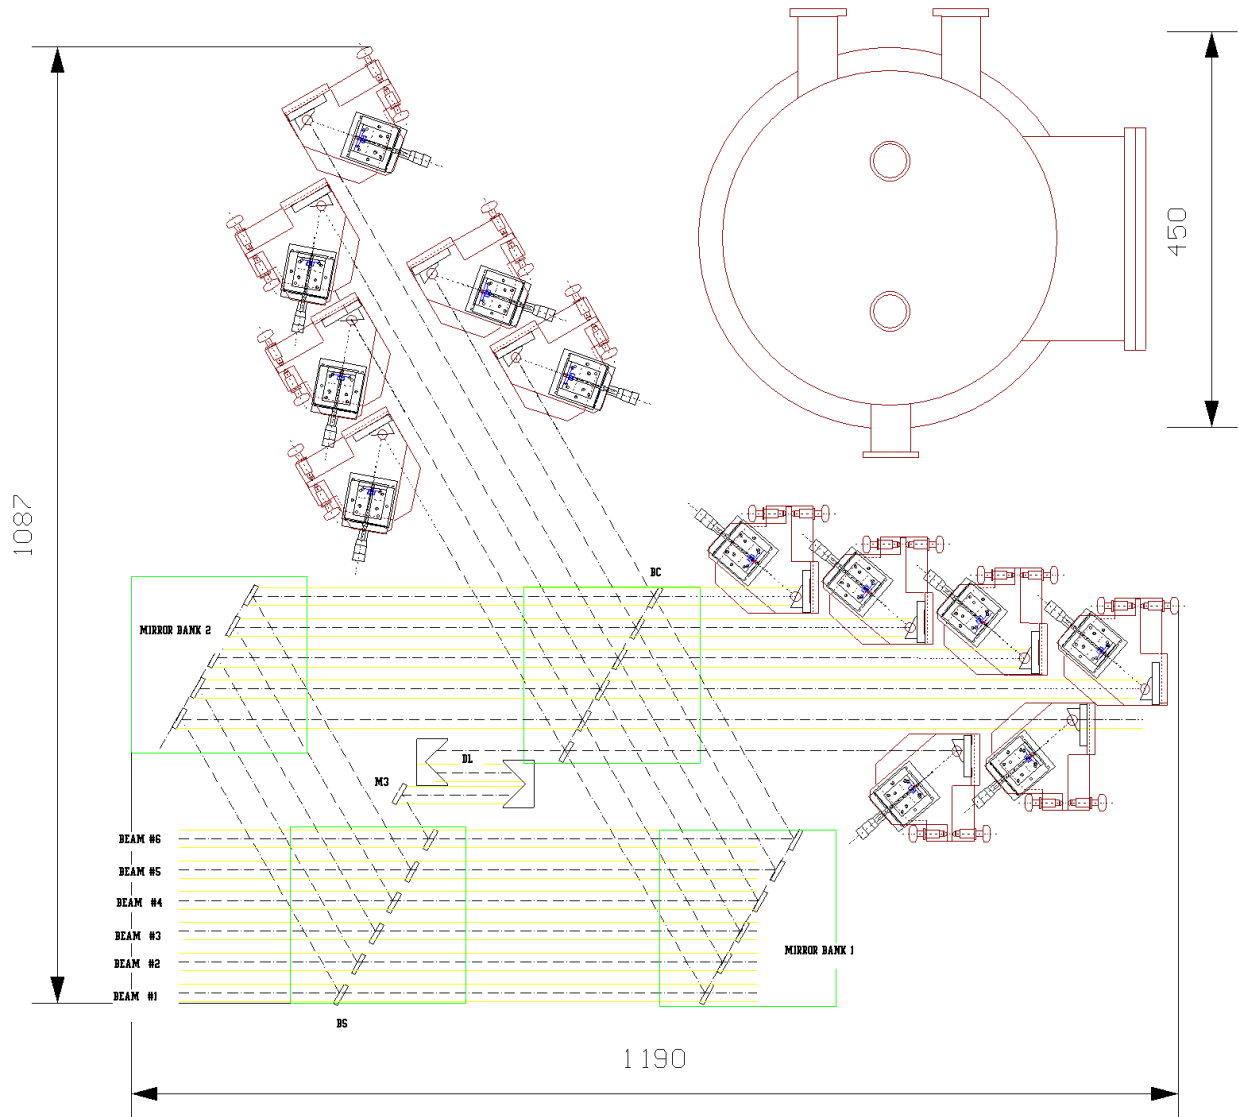 450
1087
BC
MIRROR BANK 2
DL
M3
BEAM #6
BEAM #5
BEAM #4
BEAM #3
BEAM #2
MIRROR BANK 1
BEAM #1
BS
1190